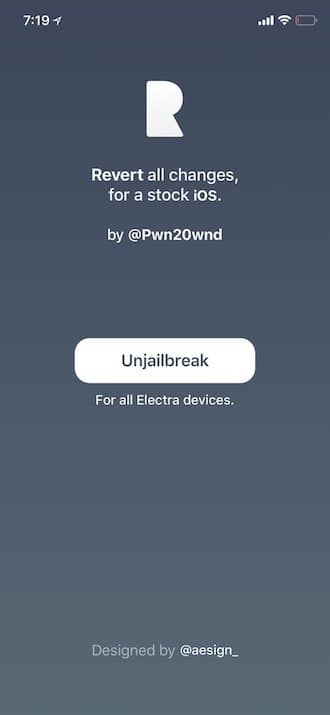 7:19
R
Revert all changes,
for a stock iOS.
by @Pwn20wnd
Unjailbreak
For all Electra devices.
Designed by @aesign_